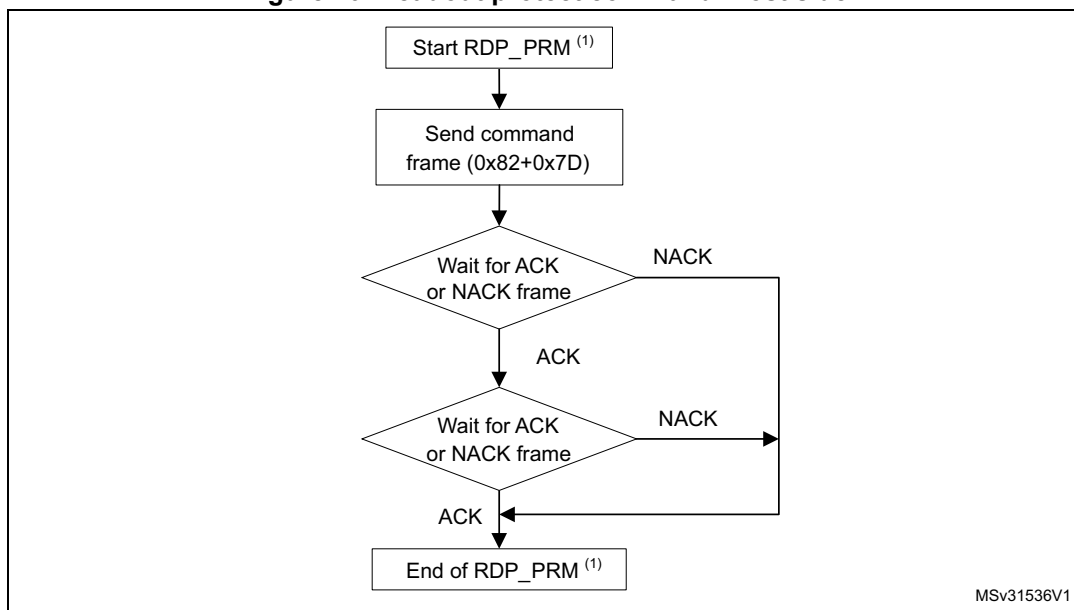 Start RDP_PRM (1)
Send command
frame (0x82+0x7D)
Wait for ACK
or NACK frame
NACK
ACK
Wait for ACK
or NACK frame
NACK
ACK
End of RDP_PRM (1)
MSv31536V1